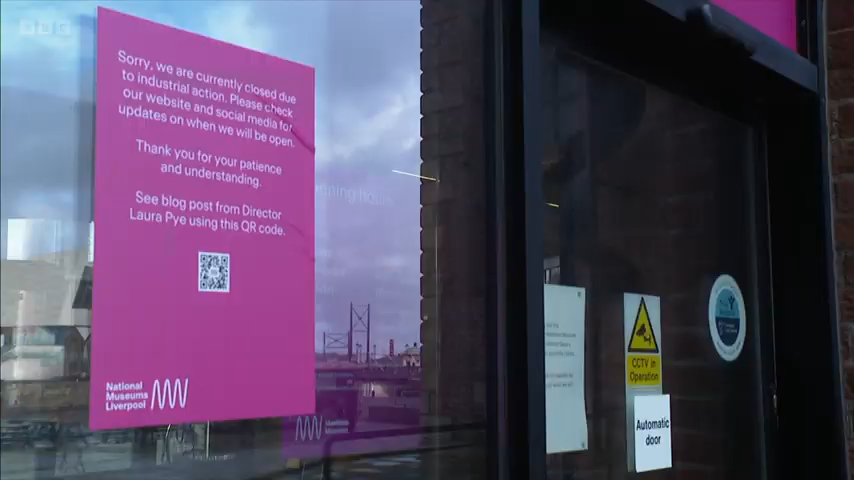 BBC
Sorry, we are currently closed due
to industrial action. Please check
our website and social media for
updates on when we will be open.
Thank you for your patience
and understanding.
See blog post from Director
Laura Pye using this QR code.
National
Museums
Liverpool
CCTV in
Operation
Automatic
door